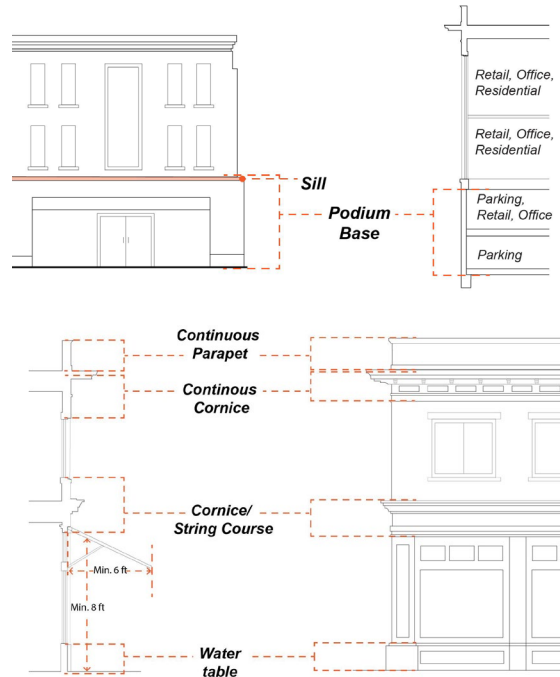 Retail, Office,
Residential
Retail, Office,
Residential
Sill
Podium
Base
Parking,
Retail, Office
Parking
Continuous
Parapet
Continous
Cornice
Cornice/
String Course
Min. 6 ft
Min. 8 ft
Water
table